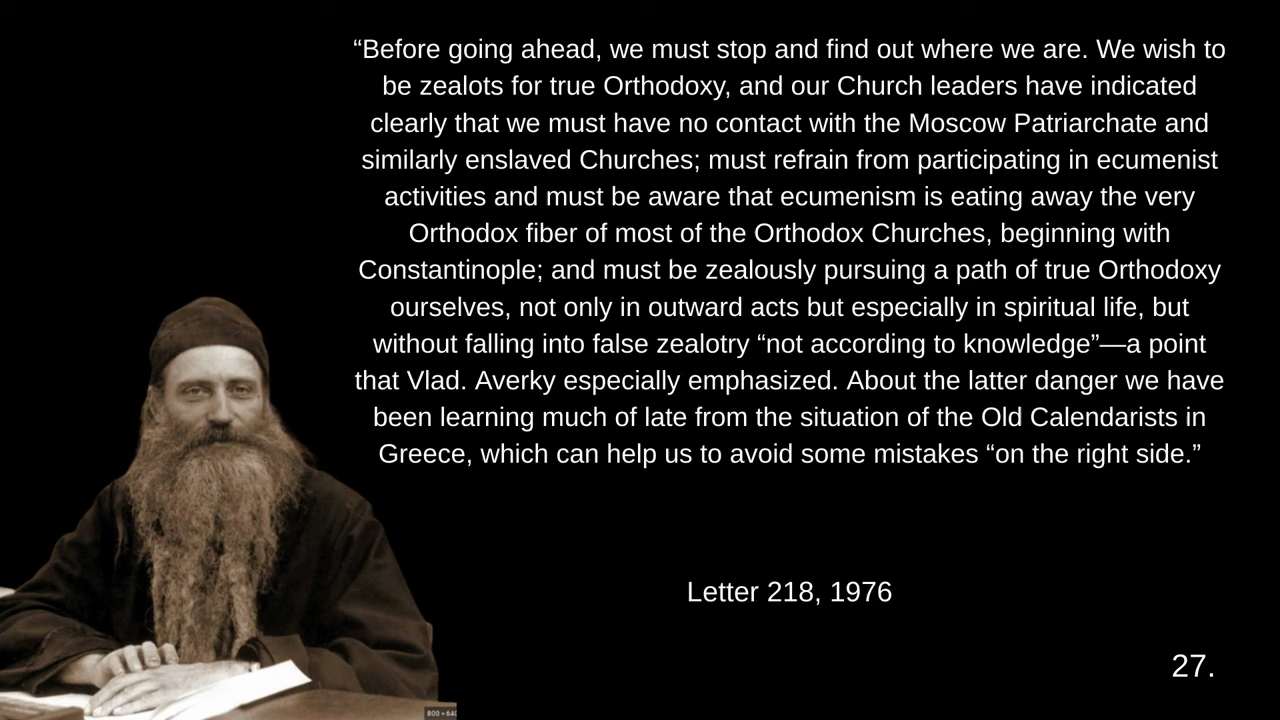 “Before going ahead, we must stop and find out where we are. We wish to
be zealots for true Orthodoxy, and our Church leaders have indicated
clearly that we must have no contact with the Moscow Patriarchate and
similarly enslaved Churches; must refrain from participating in ecumenist
activities and must be aware that ecumenism is eating away the very
Orthodox fiber of most of the Orthodox Churches, beginning with
Constantinople; and must be zealously pursuing a path of true Orthodoxy
ourselves, not only in outward acts but especially in spiritual life, but
without falling into false zealotry “not according to knowledge”—a point
that Vlad. Averky especially emphasized. About the latter danger we have
been learning much of late from the situation of the Old Calendarists in
Greece, which can help us to avoid some mistakes “on the right side.”
Letter 218, 1976
27.
800 × 640